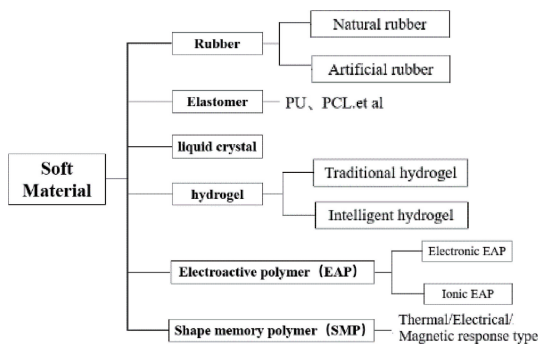 Natural rubber
Rubber
Artificial rubber
Elastomer
PU、PCL.et al
liquid crystal
Soft
Material
Traditional hydrogel
hydrogel
Intelligent hydrogel
Electronic EAP
Electroactive polymer（EAP）
Ionic EAP
Shape memory polymer（SMP）
Thermal/Electrical/
Magnetic response type